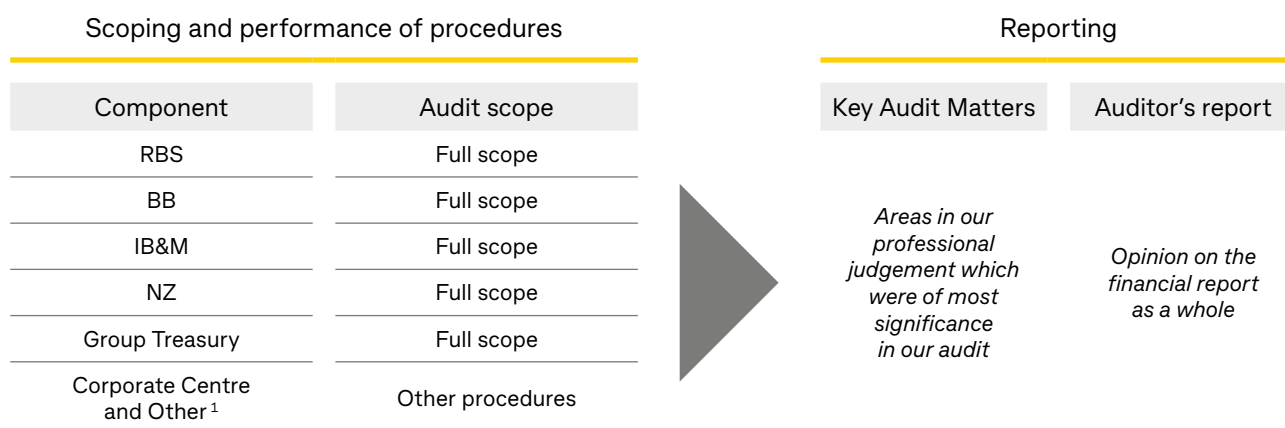 Scoping and performance of procedures
Reporting
Component
Audit scope
Key Audit Matters
Auditor’s report
RBS
Full scope
BB
Full scope
IB&M
Full scope
NZ
Full scope
Group Treasury
Full scope
Corporate Centre
and Other 1
Other procedures
Areas in our
professional
judgement which
were of most
significance
in our audit
Opinion on the
financial report
as a whole